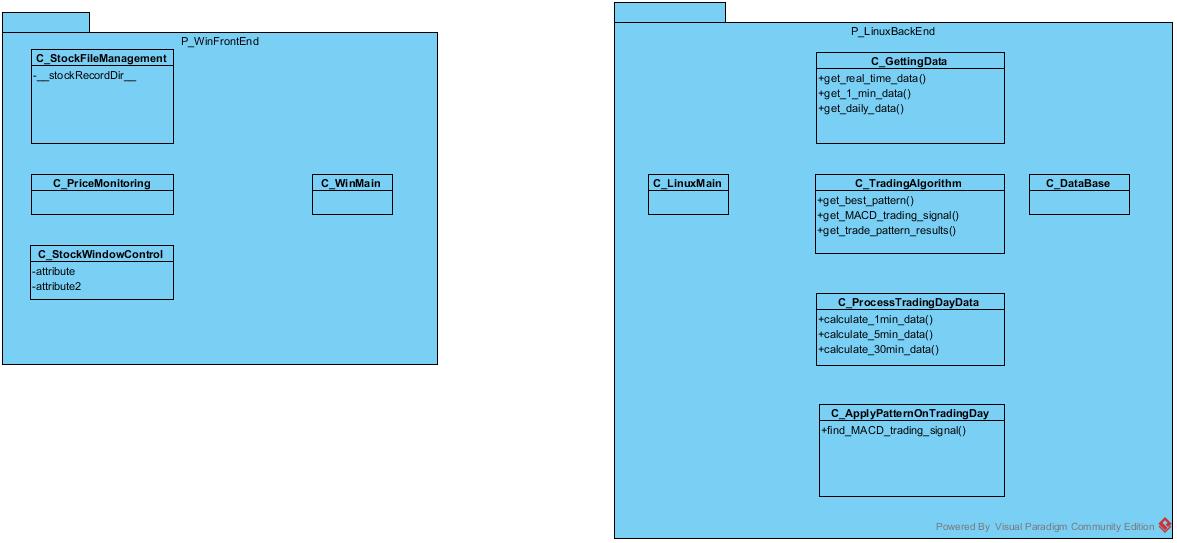 P_WinFrontEnd
C_StockFileManagement
-__stockRecordDir__
C_PriceMonitoring
C_WinMain
C_StockWindowControl
-attribute
-attribute2
P_LinuxBackEnd
C_GettingData
+get_real_time_data()
+get_1_min_data()
+get_daily_data()
C_LinuxMain
C_TradingAlgorithm
+get_best_pattern()
+get_MACD_trading_signal()
+get_trade_pattern_results()
C_DataBase
C_ProcessTradingDayData
+calculate_1min_data()
+calculate_5min_data()
+calculate_30min_data()
C_ApplyPatternOnTradingDay
+find_MACD_trading_signal()
Powered By Visual Paradigm Community Edition